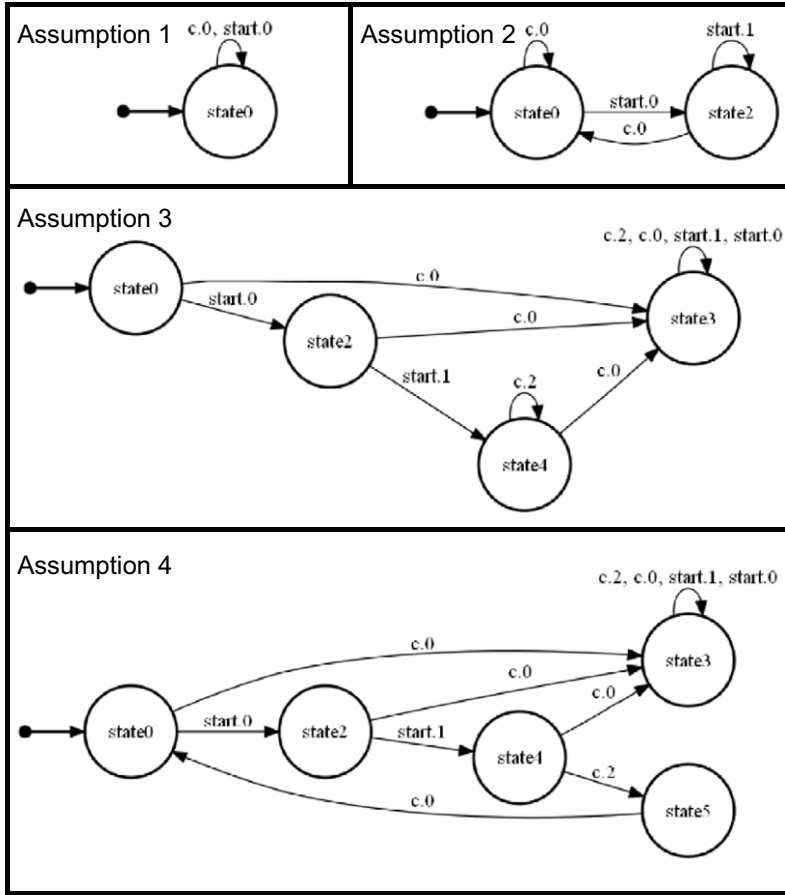 Assumption 1
c.0, start.0
state0
Assumption 2
c.0
start.1
state0
start.0
state2
c.0
Assumption 3
c.2, c.0, start.1, start.0
state0
c.0
start.0
state3
state2
c.0
start.1
c.2
c.0
state4
Assumption 4
c.2, c.0, start.1, start.0
c.0
state3
c.0
c.0
state0
start.0
state2
start.1
state4
c.2
c.0
state5